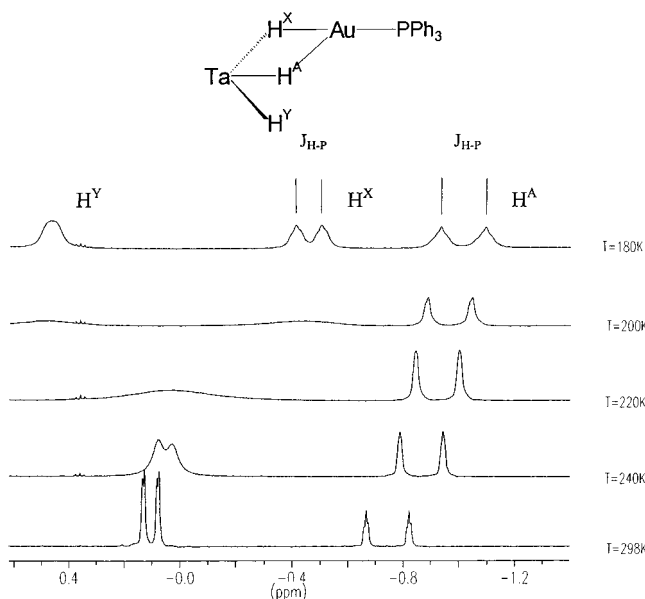 H^X Au PPh₃
Ta H^A
H^Y
J_H-P J_H-P
H^Y H^X H^A
T=180K
T=200K
T=220K
T=240K
T=298K
0.4 -0.0 -0.4 -0.8 -1.2
(ppm)